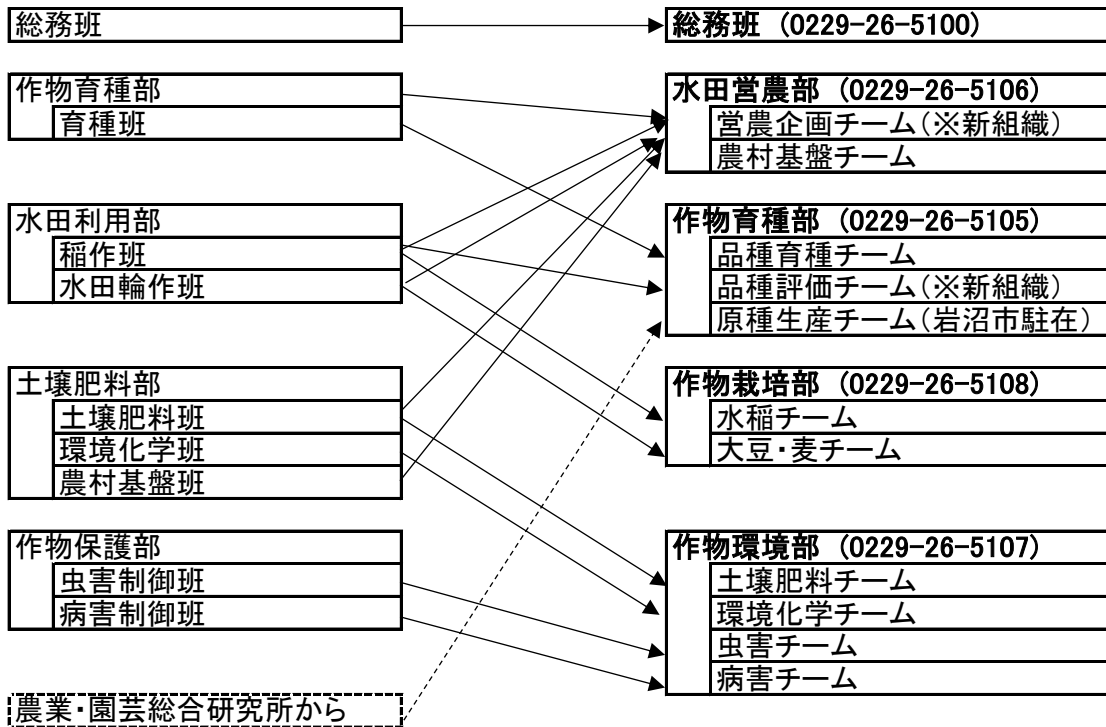 総務班
作物育種部
育種班
水田利用部
稲作班
水田輪作班
土壌肥料部
土壌肥料班
環境化学班
農村基盤班
作物保護部
虫害制御班
病害制御班
農業・園芸総合研究所から
総務班 (0229-26-5100)
水田営農部 (0229-26-5106)
営農企画チーム(※新組織)
農村基盤チーム
作物育種部 (0229-26-5105)
品種育種チーム
品種評価チーム(※新組織)
原種生産チーム(岩沼市駐在)
作物栽培部 (0229-26-5108)
水稲チーム
大豆・麦チーム
作物環境部 (0229-26-5107)
土壌肥料チーム
環境化学チーム
虫害チーム
病害チーム